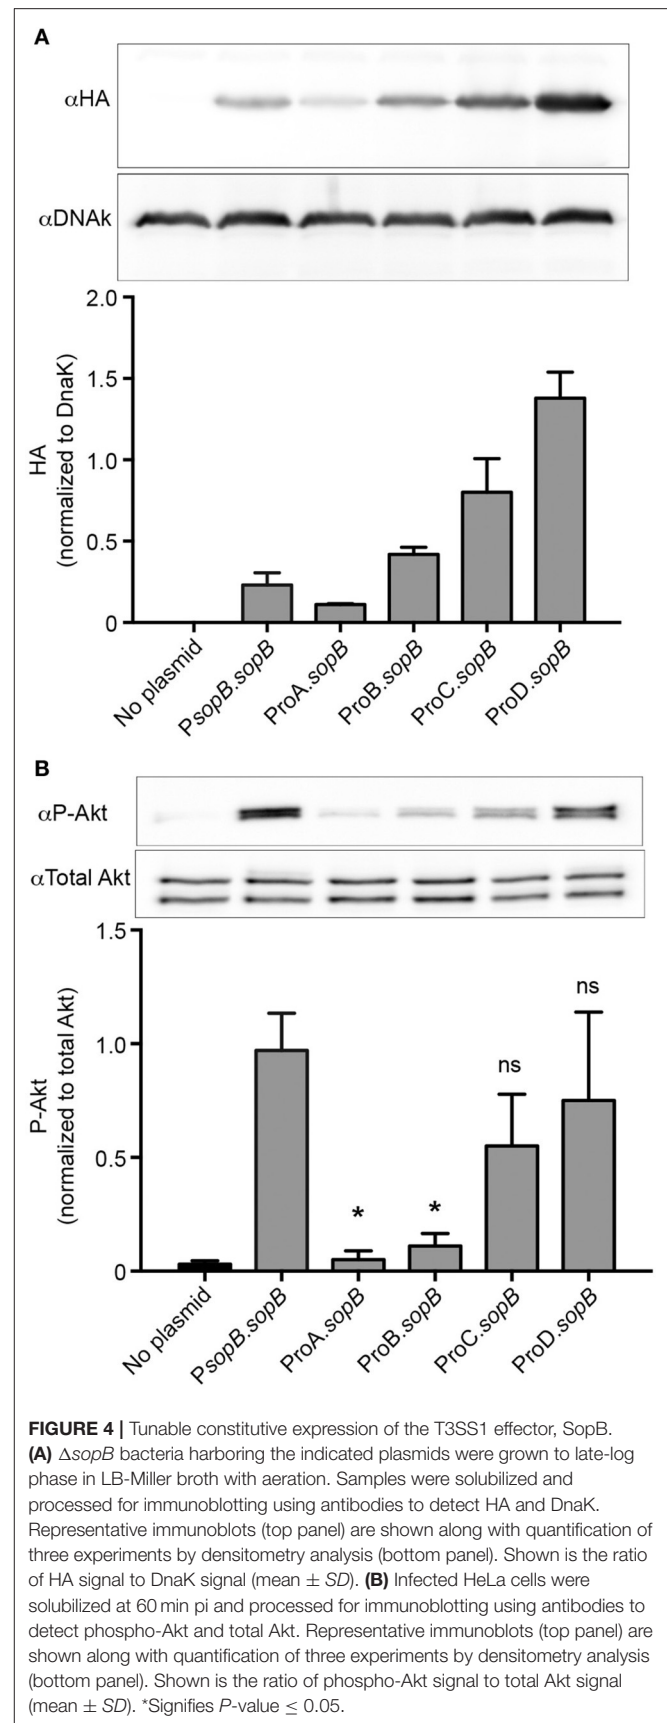 A
αHA
αDNAk
2.0
1.5
1.0
0.5
0
HA
(normalized to DnaK)
No plasmid
PsopB.sopB
ProA.sopB
ProB.sopB
ProC.sopB
ProD.sopB
B
αP-Akt
αTotal Akt
1.5
1.0
0.5
0
P-Akt
(normalized to total Akt)
*
*
ns
ns
No plasmid
PsopB.sopB
ProA.sopB
ProB.sopB
ProC.sopB
ProD.sopB
FIGURE 4 | Tunable constitutive expression of the T3SS1 effector, SopB.
(A) ΔsopB bacteria harboring the indicated plasmids were grown to late-log
phase in LB-Miller broth with aeration. Samples were solubilized and
processed for immunoblotting using antibodies to detect HA and DnaK.
Representative immunoblots (top panel) are shown along with quantification of
three experiments by densitometry analysis (bottom panel). Shown is the ratio
of HA signal to DnaK signal (mean ± SD). (B) Infected HeLa cells were
solubilized at 60 min pi and processed for immunoblotting using antibodies to
detect phospho-Akt and total Akt. Representative immunoblots (top panel) are
shown along with quantification of three experiments by densitometry analysis
(bottom panel). Shown is the ratio of phospho-Akt signal to total Akt signal
(mean ± SD). *Signifies P-value ≤ 0.05.